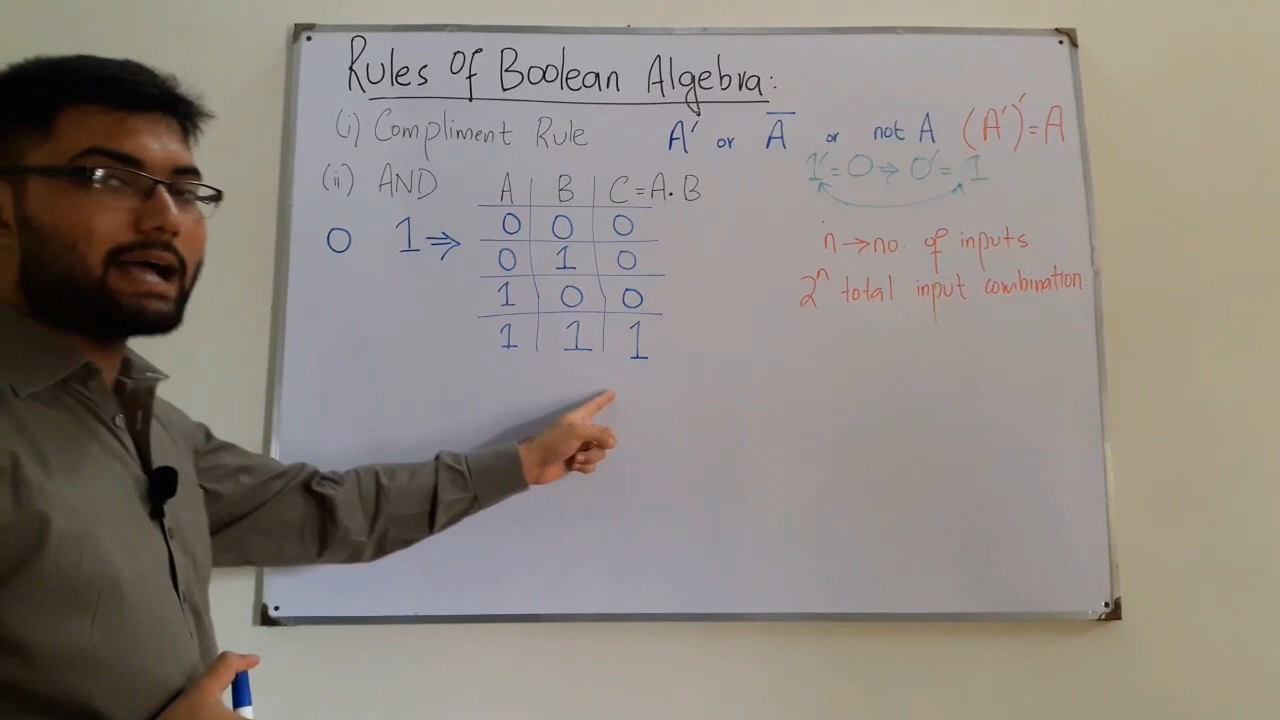 Rules Of Boolean Algebra:
(i) Compliment Rule A' or A̅ or not A (A')'=A
1'=0⇒0'=1
(ii) AND A B C=A.B
0 1⇒ 0 0 0
0 1 0
1 0 0
1 1 1
n→no. of inputs
2ⁿ total input combination.